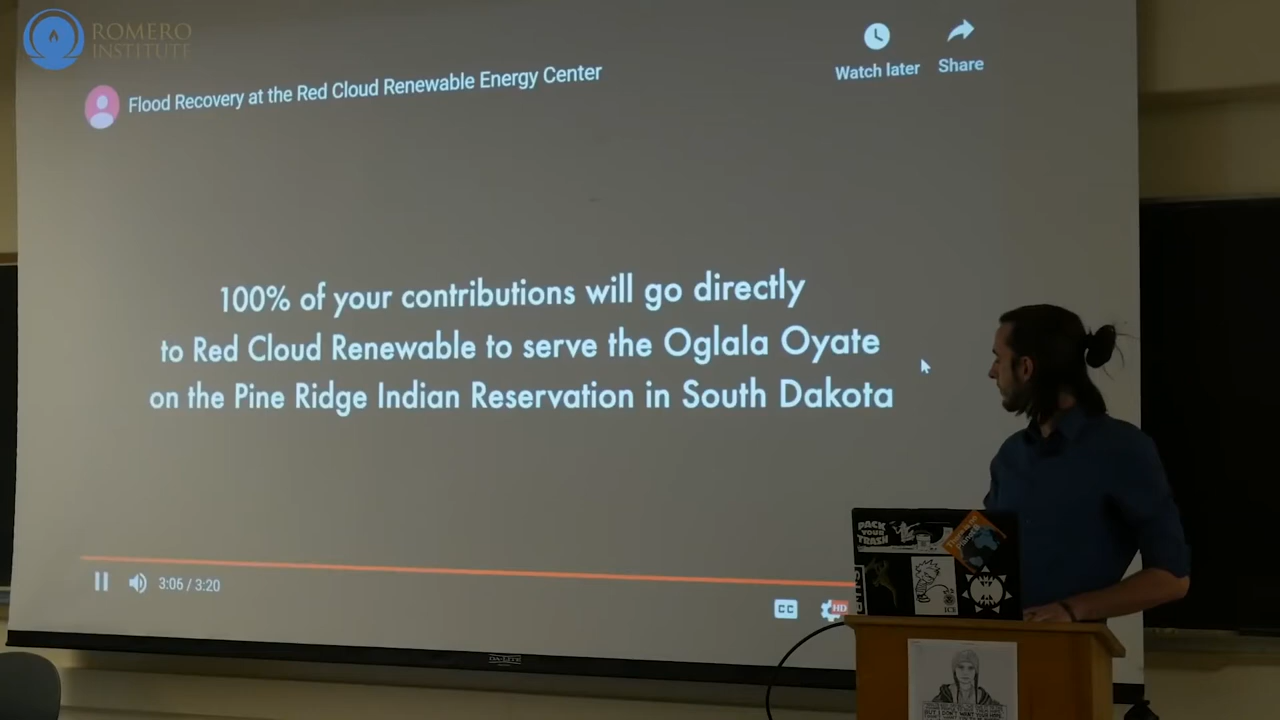 ROMERO
INSTITUTE
Flood Recovery at the Red Cloud Renewable Energy Center
Watch later
Share
100% of your contributions will go directly
to Red Cloud Renewable to serve the Oglala Oyate
on the Pine Ridge Indian Reservation in South Dakota
3:06 / 3:20
CC
HD
DA-LITE
PACK
YOUR
TRASH
ICE